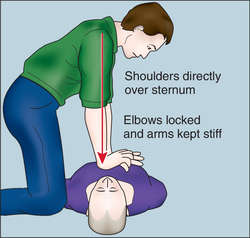 Shoulders directly
over sternum
Elbows locked
and arms kept stiff